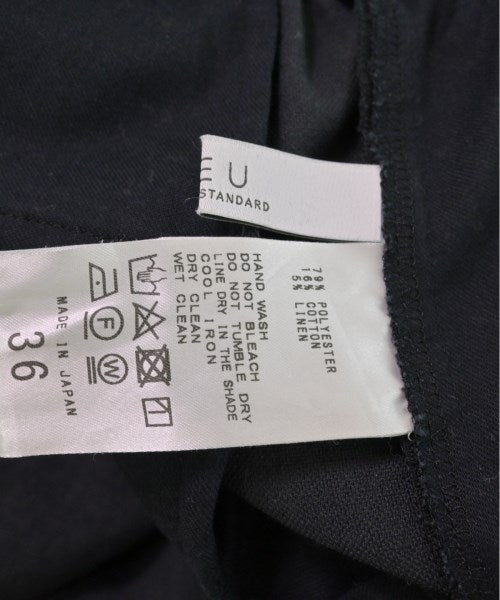 U
STANDARD
79% POLYESTER
16% COTTON
5% LINEN
HAND WASH
DO NOT BLEACH
DO NOT TUMBLE DRY
LINE DRY IN THE SHADE
COOL IRON
DRY CLEAN
WET CLEAN
F W
MADE IN JAPAN
36